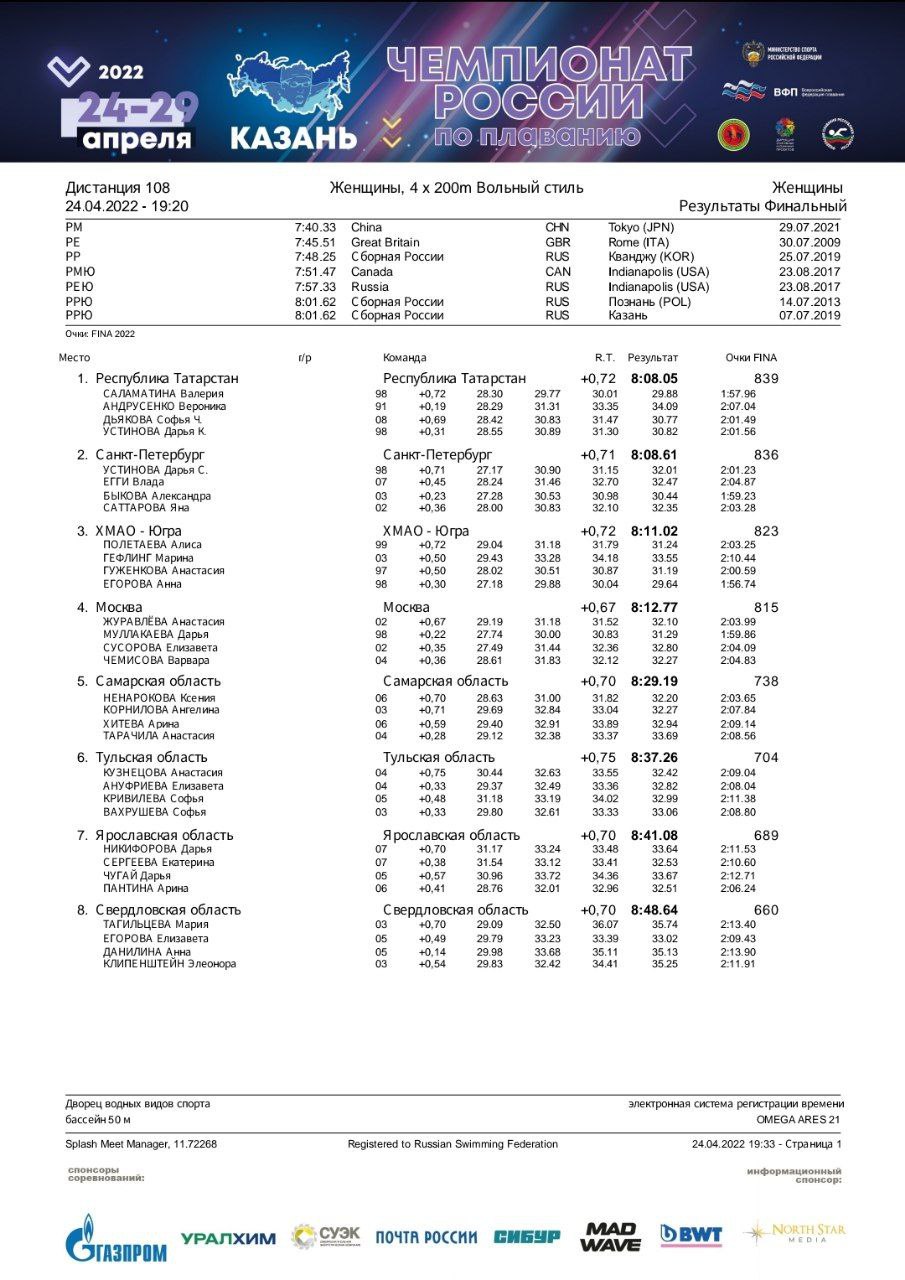 2022
24-29
апреля
КАЗАНЬ
ЧЕМПИОНАТ
РОССИИ
по плаванию
МИНИСТЕРСТВО СПОРТА
РОССИЙСКОЙ ФЕДЕРАЦИИ
ВФП Всероссийская
федерация плавания
Дистанция 108 Женщины, 4 x 200m Вольный стиль Женщины
24.04.2022 - 19:20 Результаты Финальный
РМ 7:40.33 China CHN Tokyo (JPN) 29.07.2021
РЕ 7:45.51 Great Britain GBR Rome (ITA) 30.07.2009
РР 7:48.25 Сборная России RUS Кванджу (KOR) 25.07.2019
РМЮ 7:51.47 Canada CAN Indianapolis (USA) 23.08.2017
РЕЮ 7:57.33 Russia RUS Indianapolis (USA) 23.08.2017
РРЮ 8:01.62 Сборная России RUS Познань (POL) 14.07.2013
РРЮ 8:01.62 Сборная России RUS Казань 07.07.2019
Очки: FINA 2022
Место г/р Команда R.T. Результат Очки FINA
1. Республика Татарстан Республика Татарстан +0,72 8:08.05 839
САЛАМАТИНА Валерия 98 +0,72 28.30 29.77 30.01 29.88 1:57.96
АНДРУСЕНКО Вероника 91 +0,19 28.29 31.31 33.35 34.09 2:07.04
ДЬЯКОВА Софья Ч. 08 +0,69 28.42 30.83 31.47 30.77 2:01.49
УСТИНОВА Дарья К. 98 +0,31 28.55 30.89 31.30 30.82 2:01.56
2. Санкт-Петербург Санкт-Петербург +0,71 8:08.61 836
УСТИНОВА Дарья С. 98 +0,71 27.17 30.90 31.15 32.01 2:01.23
ЕГГИ Влада 07 +0,45 28.24 31.46 32.70 32.47 2:04.87
БЫКОВА Александра 03 +0,23 27.28 30.53 30.98 30.44 1:59.23
САТТАРОВА Яна 02 +0,36 28.00 30.83 32.10 32.35 2:03.28
3. ХМАО - Югра ХМАО - Югра +0,72 8:11.02 823
ПОЛЕТАЕВА Алиса 99 +0,72 29.04 31.18 31.79 31.24 2:03.25
ГЕФЛИНГ Марина 03 +0,50 29.43 33.28 34.18 33.55 2:10.44
ГУЖЕНКОВА Анастасия 97 +0,50 28.02 30.51 30.87 31.19 2:00.59
ЕГОРОВА Анна 98 +0,30 27.18 29.88 30.04 29.64 1:56.74
4. Москва Москва +0,67 8:12.77 815
ЖУРАВЛЁВА Анастасия 02 +0,67 29.19 31.18 31.52 32.10 2:03.99
МУЛЛАКАЕВА Дарья 98 +0,22 27.74 30.00 30.83 31.29 1:59.86
СУСОРОВА Елизавета 02 +0,35 27.49 31.44 32.36 32.80 2:04.09
ЧЕМИСОВА Варвара 04 +0,36 28.61 31.83 32.12 32.27 2:04.83
5. Самарская область Самарская область +0,70 8:29.19 738
НЕНАРОКОВА Ксения 06 +0,70 28.63 31.00 31.82 32.20 2:03.65
КОРНИЛОВА Ангелина 03 +0,71 29.69 32.84 33.04 32.27 2:07.84
ХИТЕВА Арина 06 +0,59 29.40 32.91 33.89 32.94 2:09.14
ТАРАЧИЛА Анастасия 04 +0,28 29.12 32.38 33.37 33.69 2:08.56
6. Тульская область Тульская область +0,75 8:37.26 704
КУЗНЕЦОВА Анастасия 04 +0,75 30.44 32.63 33.55 32.42 2:09.04
АНУФРИЕВА Елизавета 04 +0,33 29.37 32.49 33.36 32.82 2:08.04
КРИВИЛЕВА Софья 05 +0,48 31.18 33.19 34.02 32.99 2:11.38
ВАХРУШЕВА Софья 03 +0,33 29.80 32.61 33.33 33.06 2:08.80
7. Ярославская область Ярославская область +0,70 8:41.08 689
НИКИФОРОВА Дарья 07 +0,70 31.17 33.24 33.48 33.64 2:11.53
СЕРГЕЕВА Екатерина 07 +0,38 31.54 33.12 33.41 32.53 2:10.60
ЧУГАЙ Дарья 05 +0,57 30.96 33.72 34.36 33.67 2:12.71
ПАНТИНА Арина 06 +0,41 28.76 32.01 32.96 32.51 2:06.24
8. Свердловская область Свердловская область +0,70 8:48.64 660
ТАГИЛЬЦЕВА Мария 03 +0,70 29.09 32.50 36.07 35.74 2:13.40
ЕГОРОВА Елизавета 05 +0,49 29.79 33.23 33.39 33.02 2:09.43
ДАНИЛИНА Анна 05 +0,14 29.98 33.68 35.11 35.13 2:13.90
КЛИПЕНШТЕЙН Элеонора 03 +0,54 29.83 32.42 34.41 35.25 2:11.91
Дворец водных видов спорта электронная система регистрации времени
бассейн 50 м OMEGA ARES 21
Splash Meet Manager, 11.72268 Registered to Russian Swimming Federation 24.04.2022 19:33 - Страница 1
спонсоры
соревнований:
информационный
спонсор:
ГАЗПРОМ УРАЛХИМ СУЭК ПОЧТА РОССИИ СИБУР MAD WAVE BWT NORTH STAR MEDIA